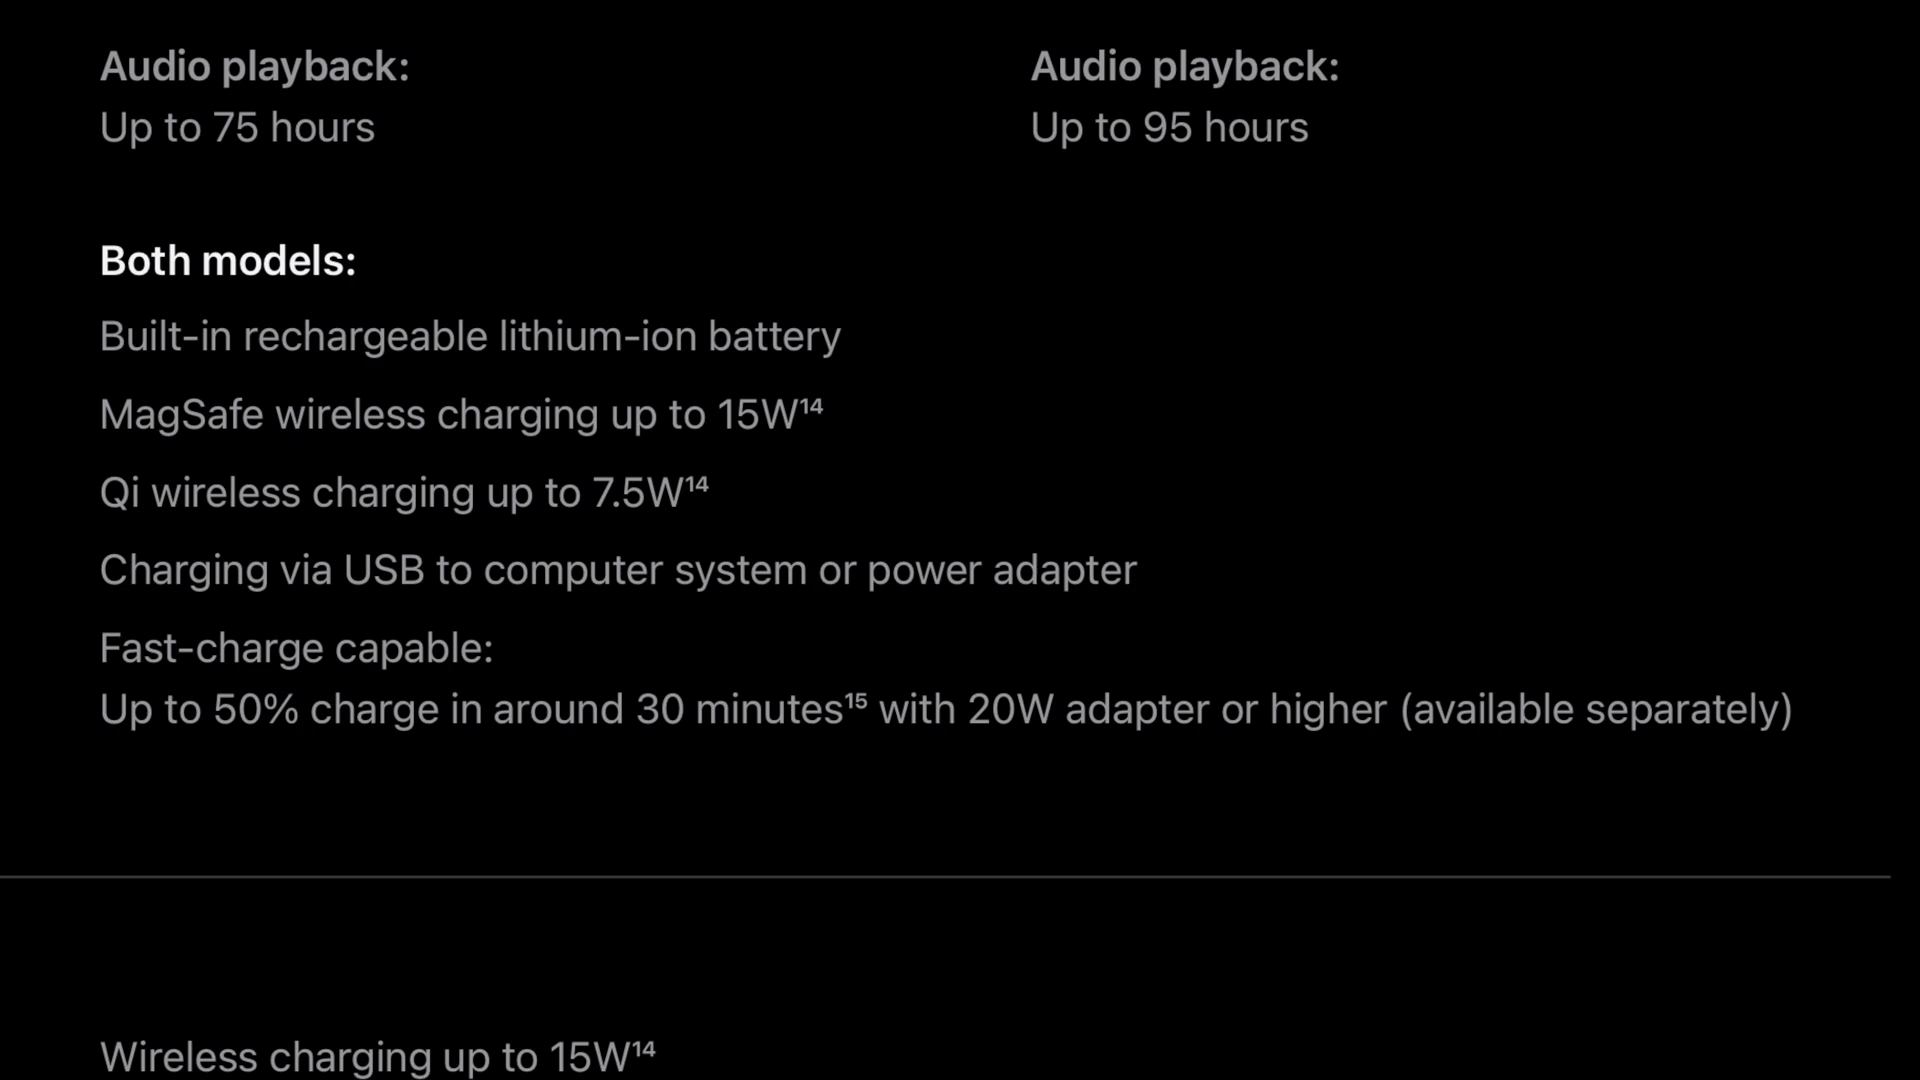 Audio playback:
Up to 75 hours
Audio playback:
Up to 95 hours
Both models:
Built-in rechargeable lithium-ion battery
MagSafe wireless charging up to 15W¹⁴
Qi wireless charging up to 7.5W¹⁴
Charging via USB to computer system or power adapter
Fast-charge capable:
Up to 50% charge in around 30 minutes¹⁵ with 20W adapter or higher (available separately)
Wireless charging up to 15W¹⁴